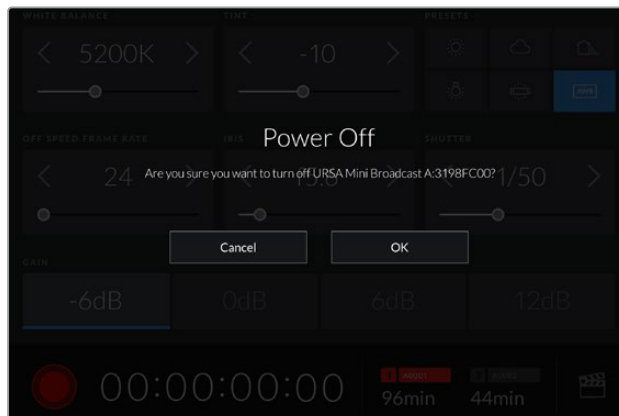 WHITE BALANCE TINT PRESETS
5200K -10
AWB
Power Off
OFF SPEED FRAME RATE IRIS SHUTTER
Are you sure you want to turn off URSA Mini Broadcast A:3198FC00?
24 1/50
Cancel OK
GAIN
-6dB 0dB 6dB 12dB
00:00:00:00
1 2
96min 44min